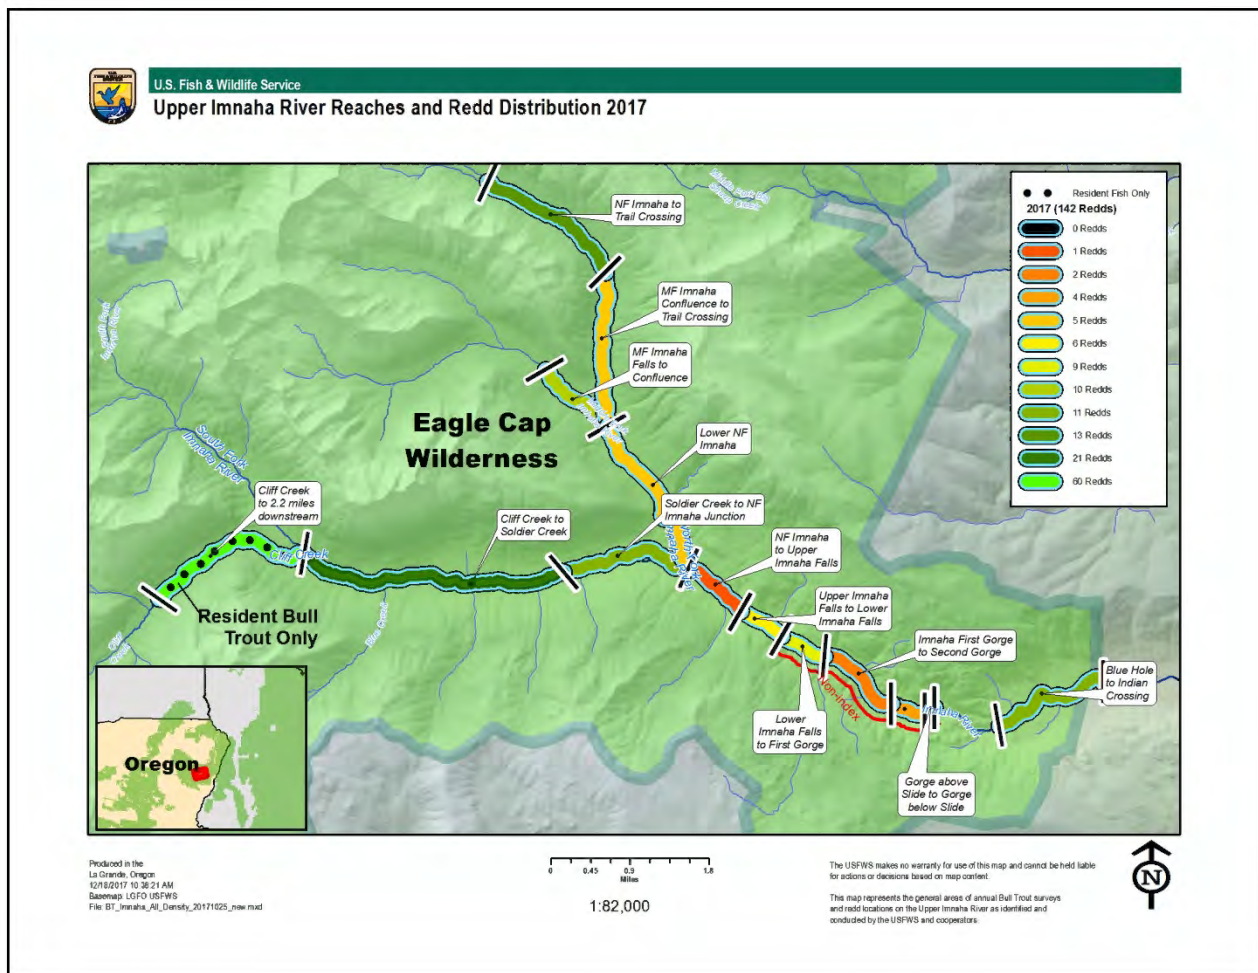 U.S. Fish & Wildlife Service
Upper Imnaha River Reaches and Redd Distribution 2017
NF Imnaha to
Trail Crossing
MF Imnaha
Confluence to
Trail Crossing
MF Imnaha
Falls to
Confluence
Eagle Cap
Wilderness
Lower NF
Imnaha
South Fork
Imnaha River
Cliff Creek
to 2.2 miles
downstream
Cliff Creek to
Soldier Creek
Soldier Creek to NF
Imnaha Junction
Cliff Creek
North Fork
Imnaha River
NF Imnaha
to Upper
Imnaha Falls
Resident Bull
Trout Only
Upper Imnaha
Falls to Lower
Imnaha Falls
Imnaha First Gorge
to Second Gorge
Blue Hole
to Indian
Crossing
Non-index
Imnaha River
Lower
Imnaha Falls
to First Gorge
Gorge above
Slide to Gorge
below Slide
Resident Fish Only
2017 (142 Redds)
0 Redds
1 Redds
2 Redds
4 Redds
5 Redds
6 Redds
9 Redds
10 Redds
11 Redds
13 Redds
21 Redds
60 Redds
Oregon
Produced in the
La Grande, Oregon
12/18/2017 10:36:21 AM
Basemap: LGFO USFWS
File: BT_Imnaha_All_Density_20171025_new.mxd
0 0.45 0.9 1.8
Miles
1:82,000
The USFWS makes no warranty for use of this map and cannot be held liable
for actions or decisions based on map content.
This map represents the general areas of annual Bull Trout surveys
and redd locations on the Upper Imnaha River as identified and
conducted by the USFWS and cooperators.
N